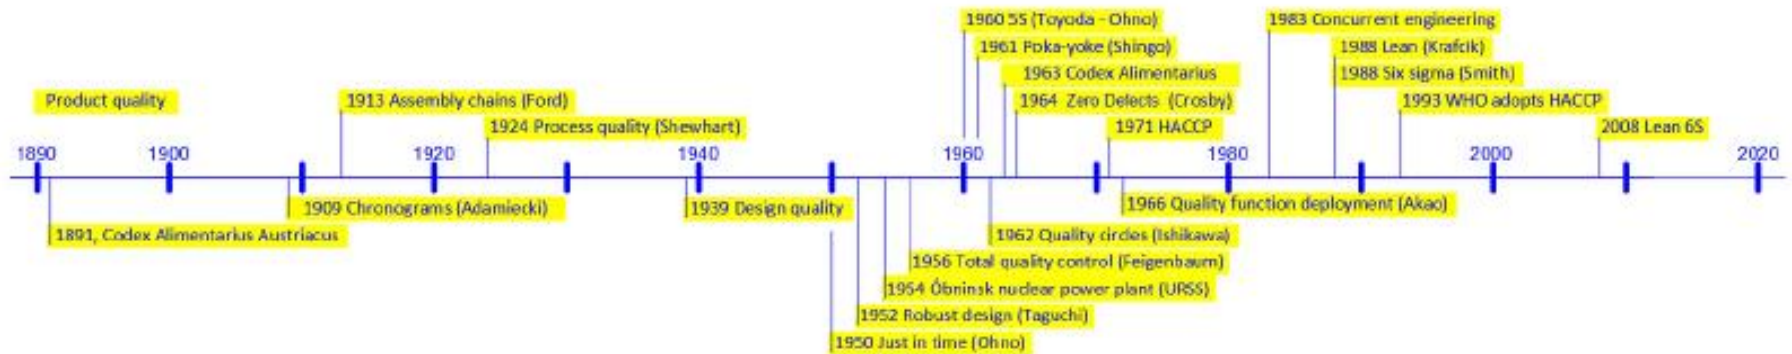 1960 5S (Toyoda - Ohno)
1983 Concurrent engineering
1961 Poka-yoke (Shingo)
1988 Lean (Krafcik)
1963 Codex Alimentarius
1988 Six sigma (Smith)
Product quality
1913 Assembly chains (Ford)
1964 Zero Defects (Crosby)
1993 WHO adopts HACCP
1924 Process quality (Shewhart)
1971 HACCP
2008 Lean 6S
1890 1900 1920 1940 1960 1980 2000 2020
1909 Chronograms (Adamiecki)
1939 Design quality
1966 Quality function deployment (Akao)
1891, Codex Alimentarius Austriacus
1962 Quality circles (Ishikawa)
1956 Total quality control (Feigenbaum)
1954 Óbninsk nuclear power plant (URSS)
1952 Robust design (Taguchi)
1950 Just in time (Ohno)